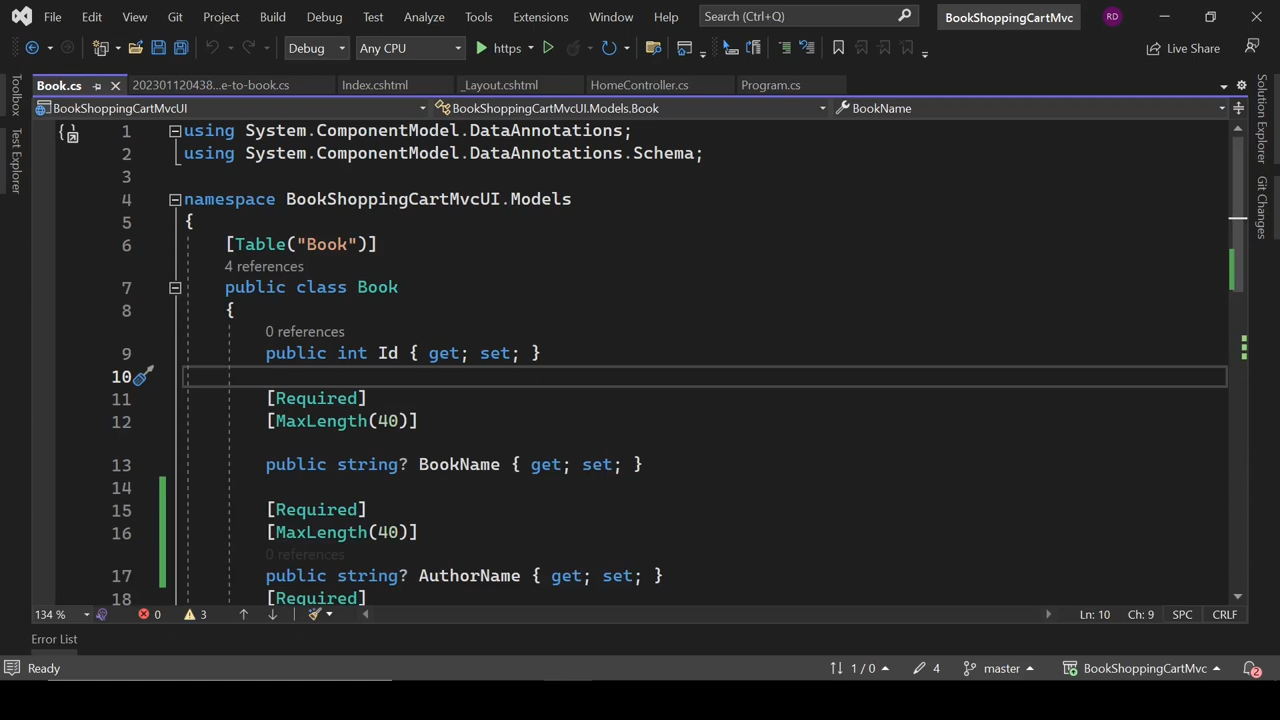 File Edit View Git Project Build Debug Test Analyze Tools Extensions Window Help Search (Ctrl+Q) BookShoppingCartMvc RD
Debug Any CPU https Live Share
Book.cs 202301120438...e-to-book.cs Index.cshtml _Layout.cshtml HomeController.cs Program.cs
BookShoppingCartMvcUI BookShoppingCartMvcUI.Models.Book BookName
Toolbox
Test Explorer
Solution Explorer
Git Changes
1 using System.ComponentModel.DataAnnotations;
2 using System.ComponentModel.DataAnnotations.Schema;
3
4 namespace BookShoppingCartMvcUI.Models
5 {
6 [Table("Book")]
4 references
7 public class Book
8 {
0 references
9 public int Id { get; set; }
10
11 [Required]
12 [MaxLength(40)]
13 public string? BookName { get; set; }
14
15 [Required]
16 [MaxLength(40)]
0 references
17 public string? AuthorName { get; set; }
18 [Required]
134 % 0 3 Ln: 10 Ch: 9 SPC CRLF
Error List
Ready 1 / 0 4 master BookShoppingCartMvc 2